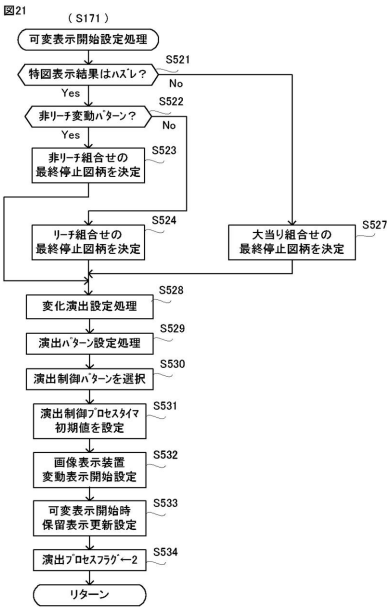 図21
( S171 )
可変表示開始設定処理
特図表示結果はハズレ？
S521
Yes
No
非リーチ変動パターン？
S522
Yes
No
S523
非リーチ組合せの
最終停止図柄を決定
S524
リーチ組合せの
最終停止図柄を決定
S527
大当り組合せの
最終停止図柄を決定
S528
変化演出設定処理
S529
演出パターン設定処理
S530
演出制御パターンを選択
S531
演出制御プロセスタイマ
初期値を設定
S532
画像表示装置
変動表示開始設定
S533
可変表示開始時
保留表示更新設定
S534
演出プロセスフラグ←2
リターン